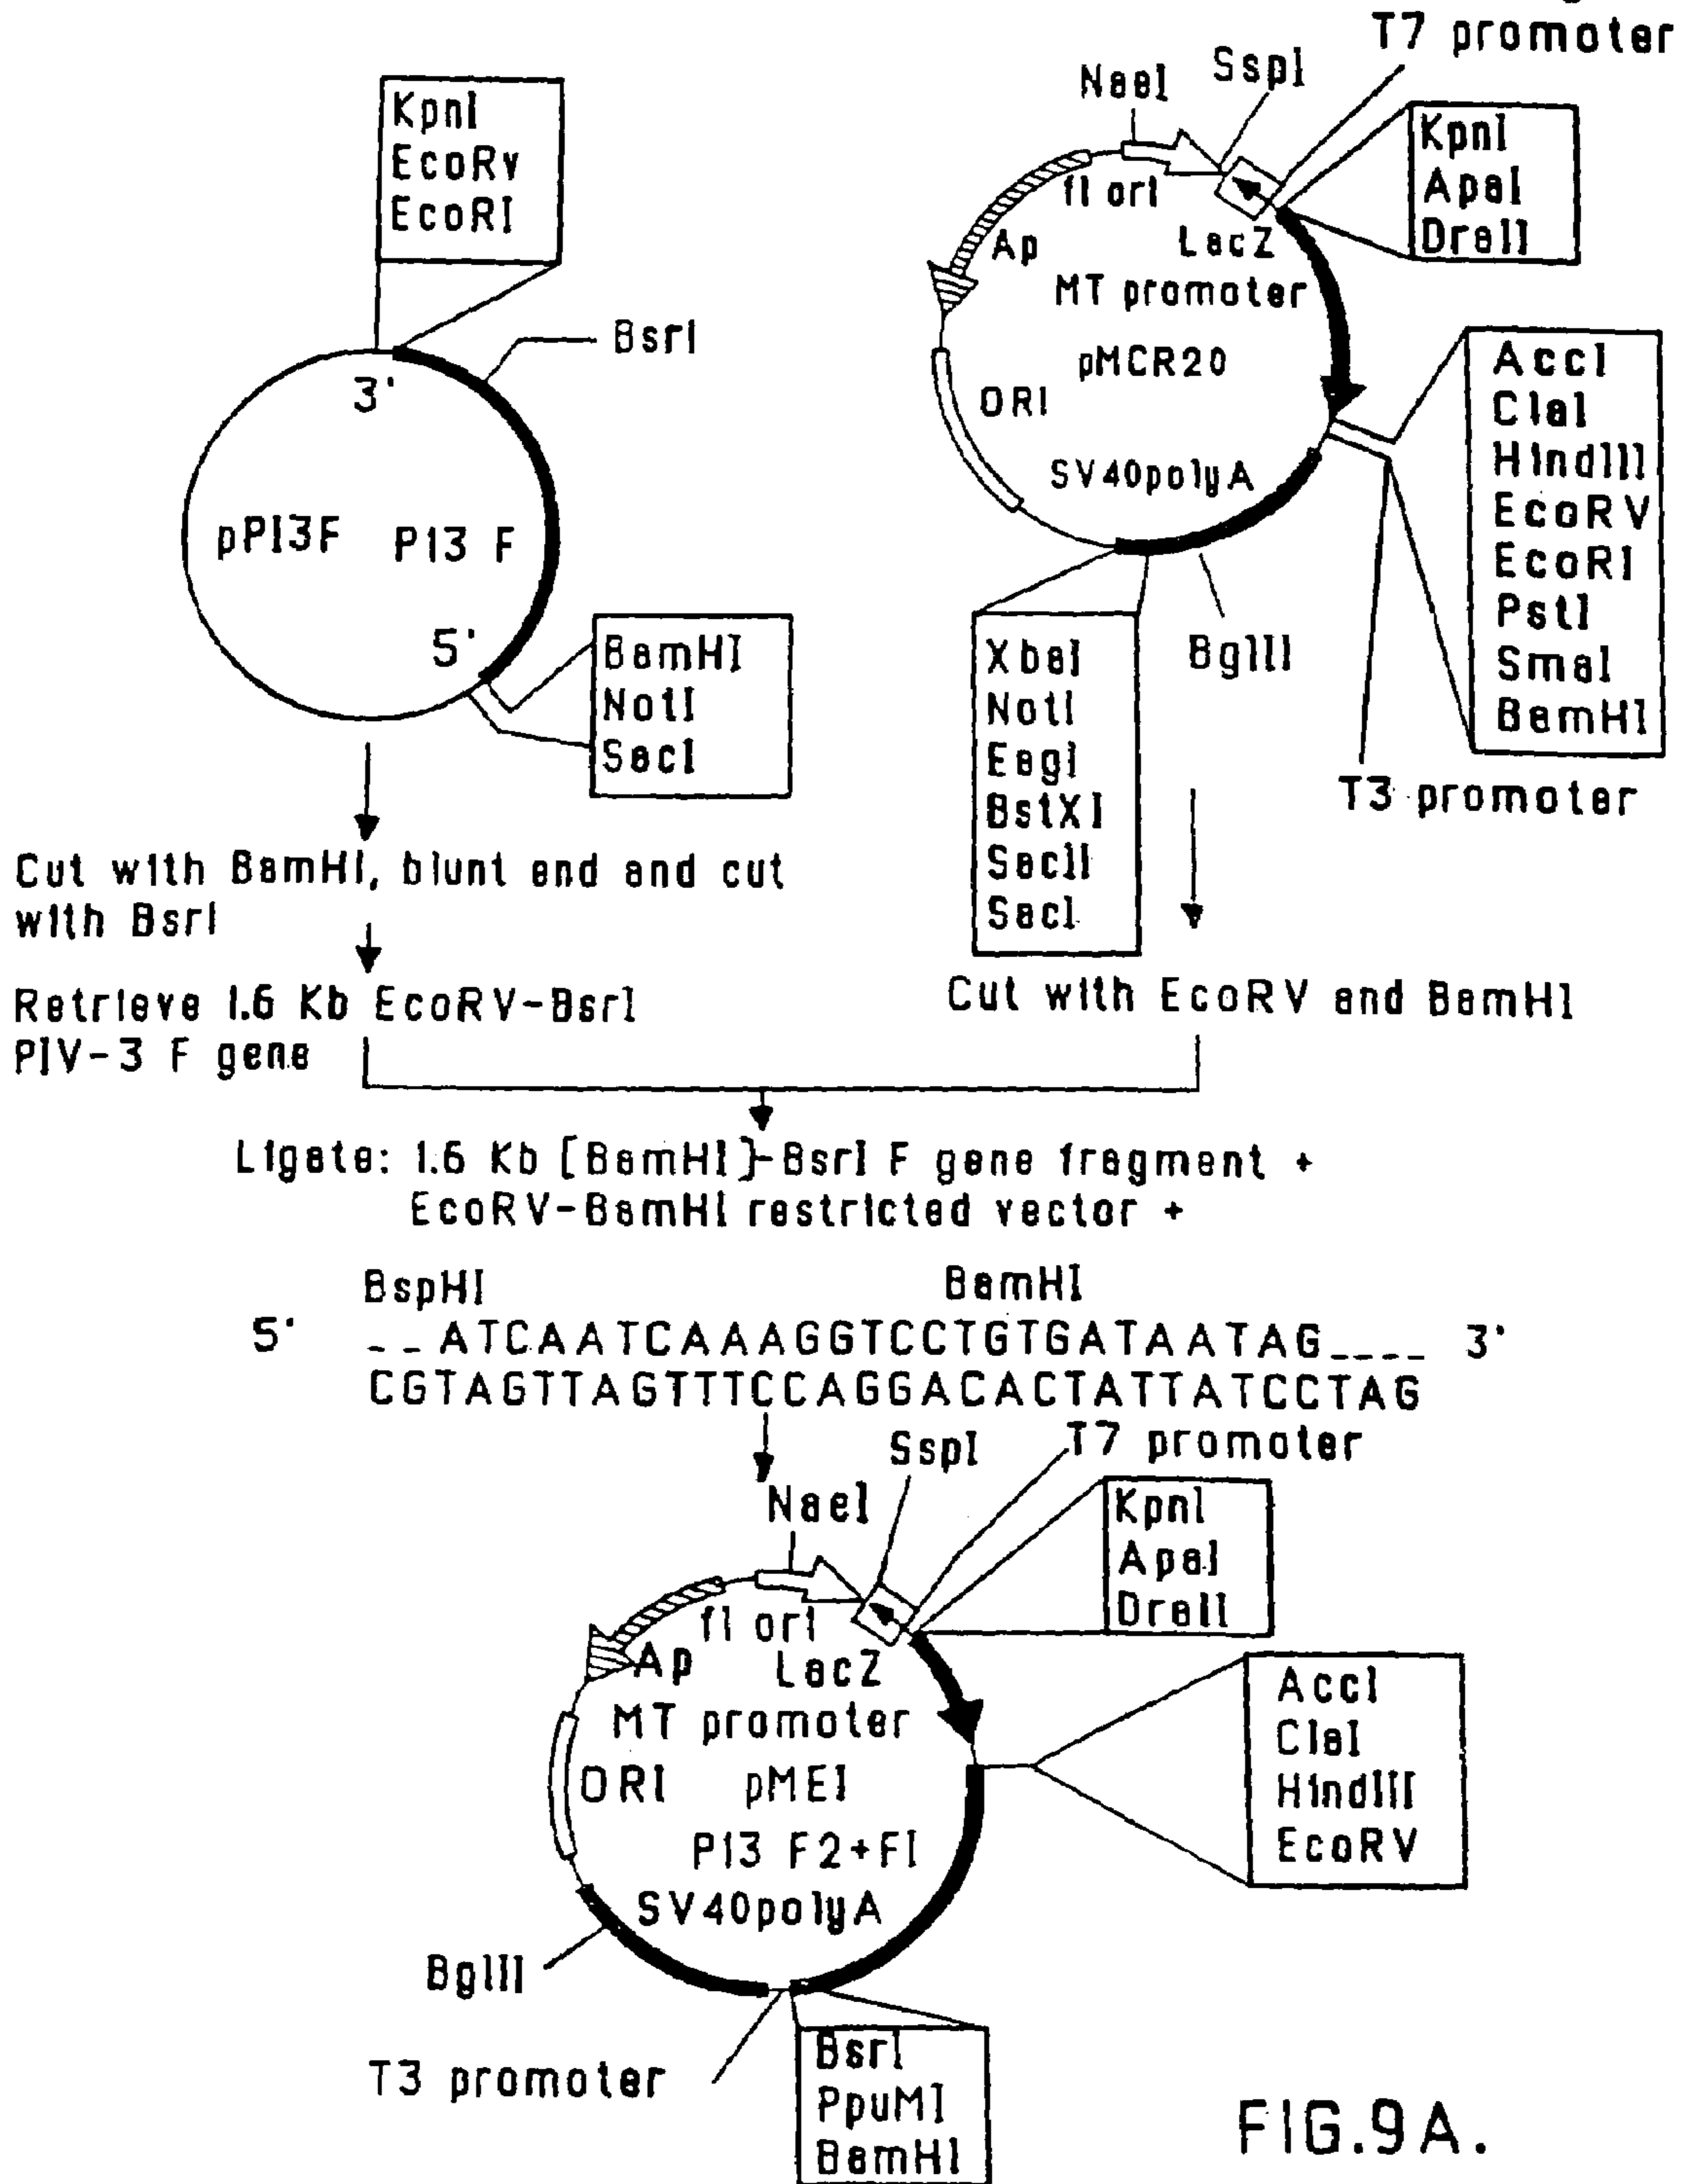 KpnI
EcoRv
EcoRI
BsrI
3'
pPI3F PI3 F
5'
BamHI
NotI
SacI
Cut with BamHI, blunt end and cut
with BsrI
Retrieve 1.6 Kb EcoRV-BsrI
PIV-3 F gene
T7 promoter
NaeI SspI
KpnI
ApaI
DraII
f1 ori
Ap LacZ
MT promoter
pMCR20
ORI
SV40polyA
AccI
ClaI
HindIII
EcoRV
EcoRI
PstI
SmaI
BamHI
T3 promoter
BglII
XbaI
NotI
EagI
BstXI
SacII
SacI
Cut with EcoRV and BamHI
Ligate: 1.6 Kb [BamHI}-BsrI F gene fragment +
EcoRV-BamHI restricted vector +
BspHI BamHI
5' _ _ ATCAATCAAAGGTCCTGTGATAATAG____ 3'
CGTAGTTAGTTTCCAGGACACTATTATCCTAG
SspI T7 promoter
NaeI
KpnI
ApaI
DraII
f1 ori
Ap LacZ
MT promoter
ORI pMEI
PI3 F2+FI
SV40polyA
AccI
ClaI
HindIII
EcoRV
BglII
T3 promoter
BsrI
PpuMI
BamHI
FIG.9A.